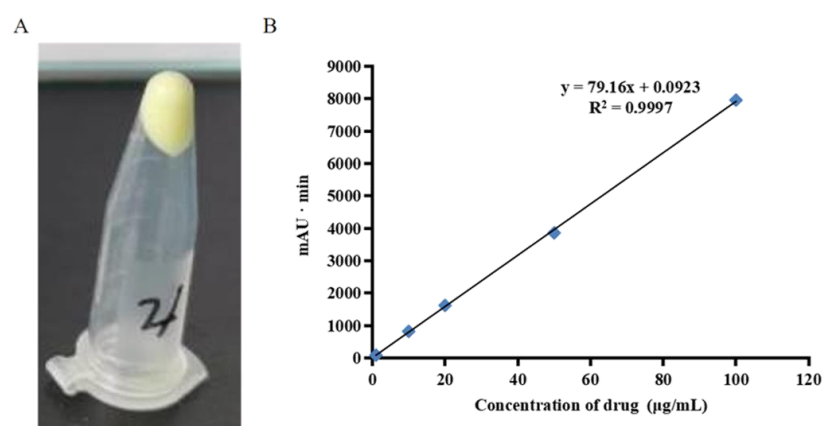 A
B
9000
8000
7000
6000
5000
4000
3000
2000
1000
0
mAU · min
y = 79.16x + 0.0923
R² = 0.9997
0 20 40 60 80 100 120
Concentration of drug (μg/mL)